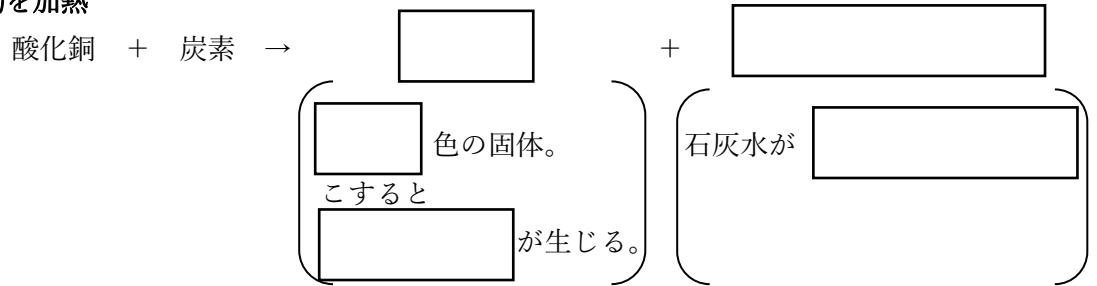 を加熱
酸化銅 + 炭素 → +
色の固体。
こすると
が生じる。
石灰水が